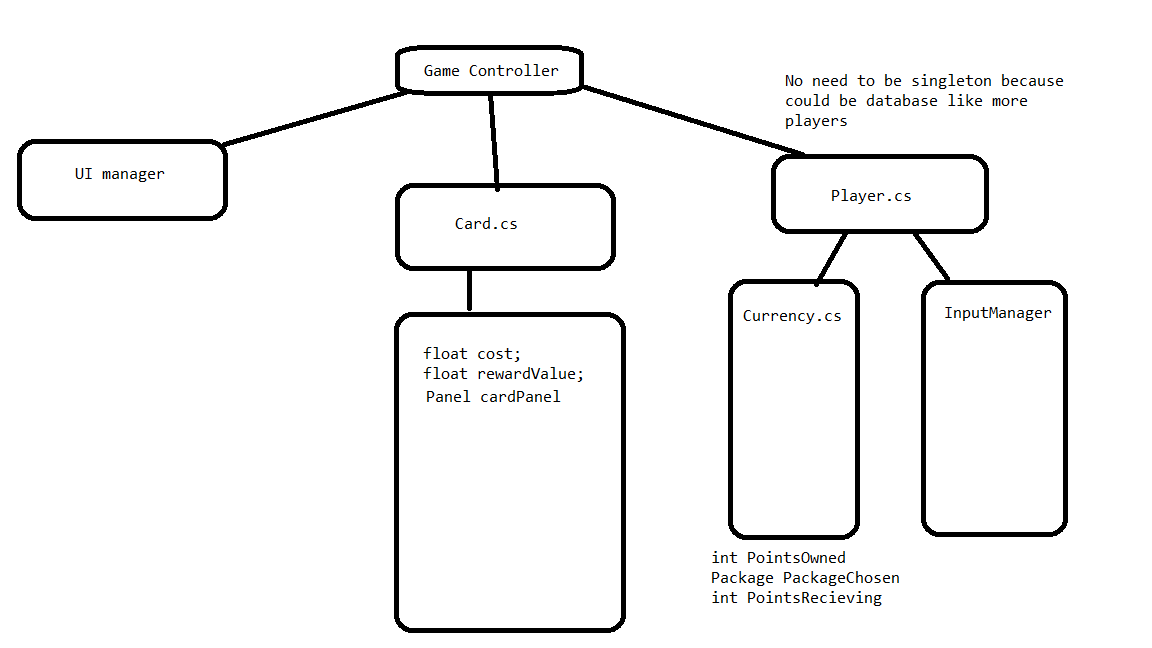 Game Controller
No need to be singleton because
could be database like more
players
UI manager
Card.cs
Player.cs
float cost;
float rewardValue;
Panel cardPanel
Currency.cs
InputManager
int PointsOwned
Package PackageChosen
int PointsRecieving